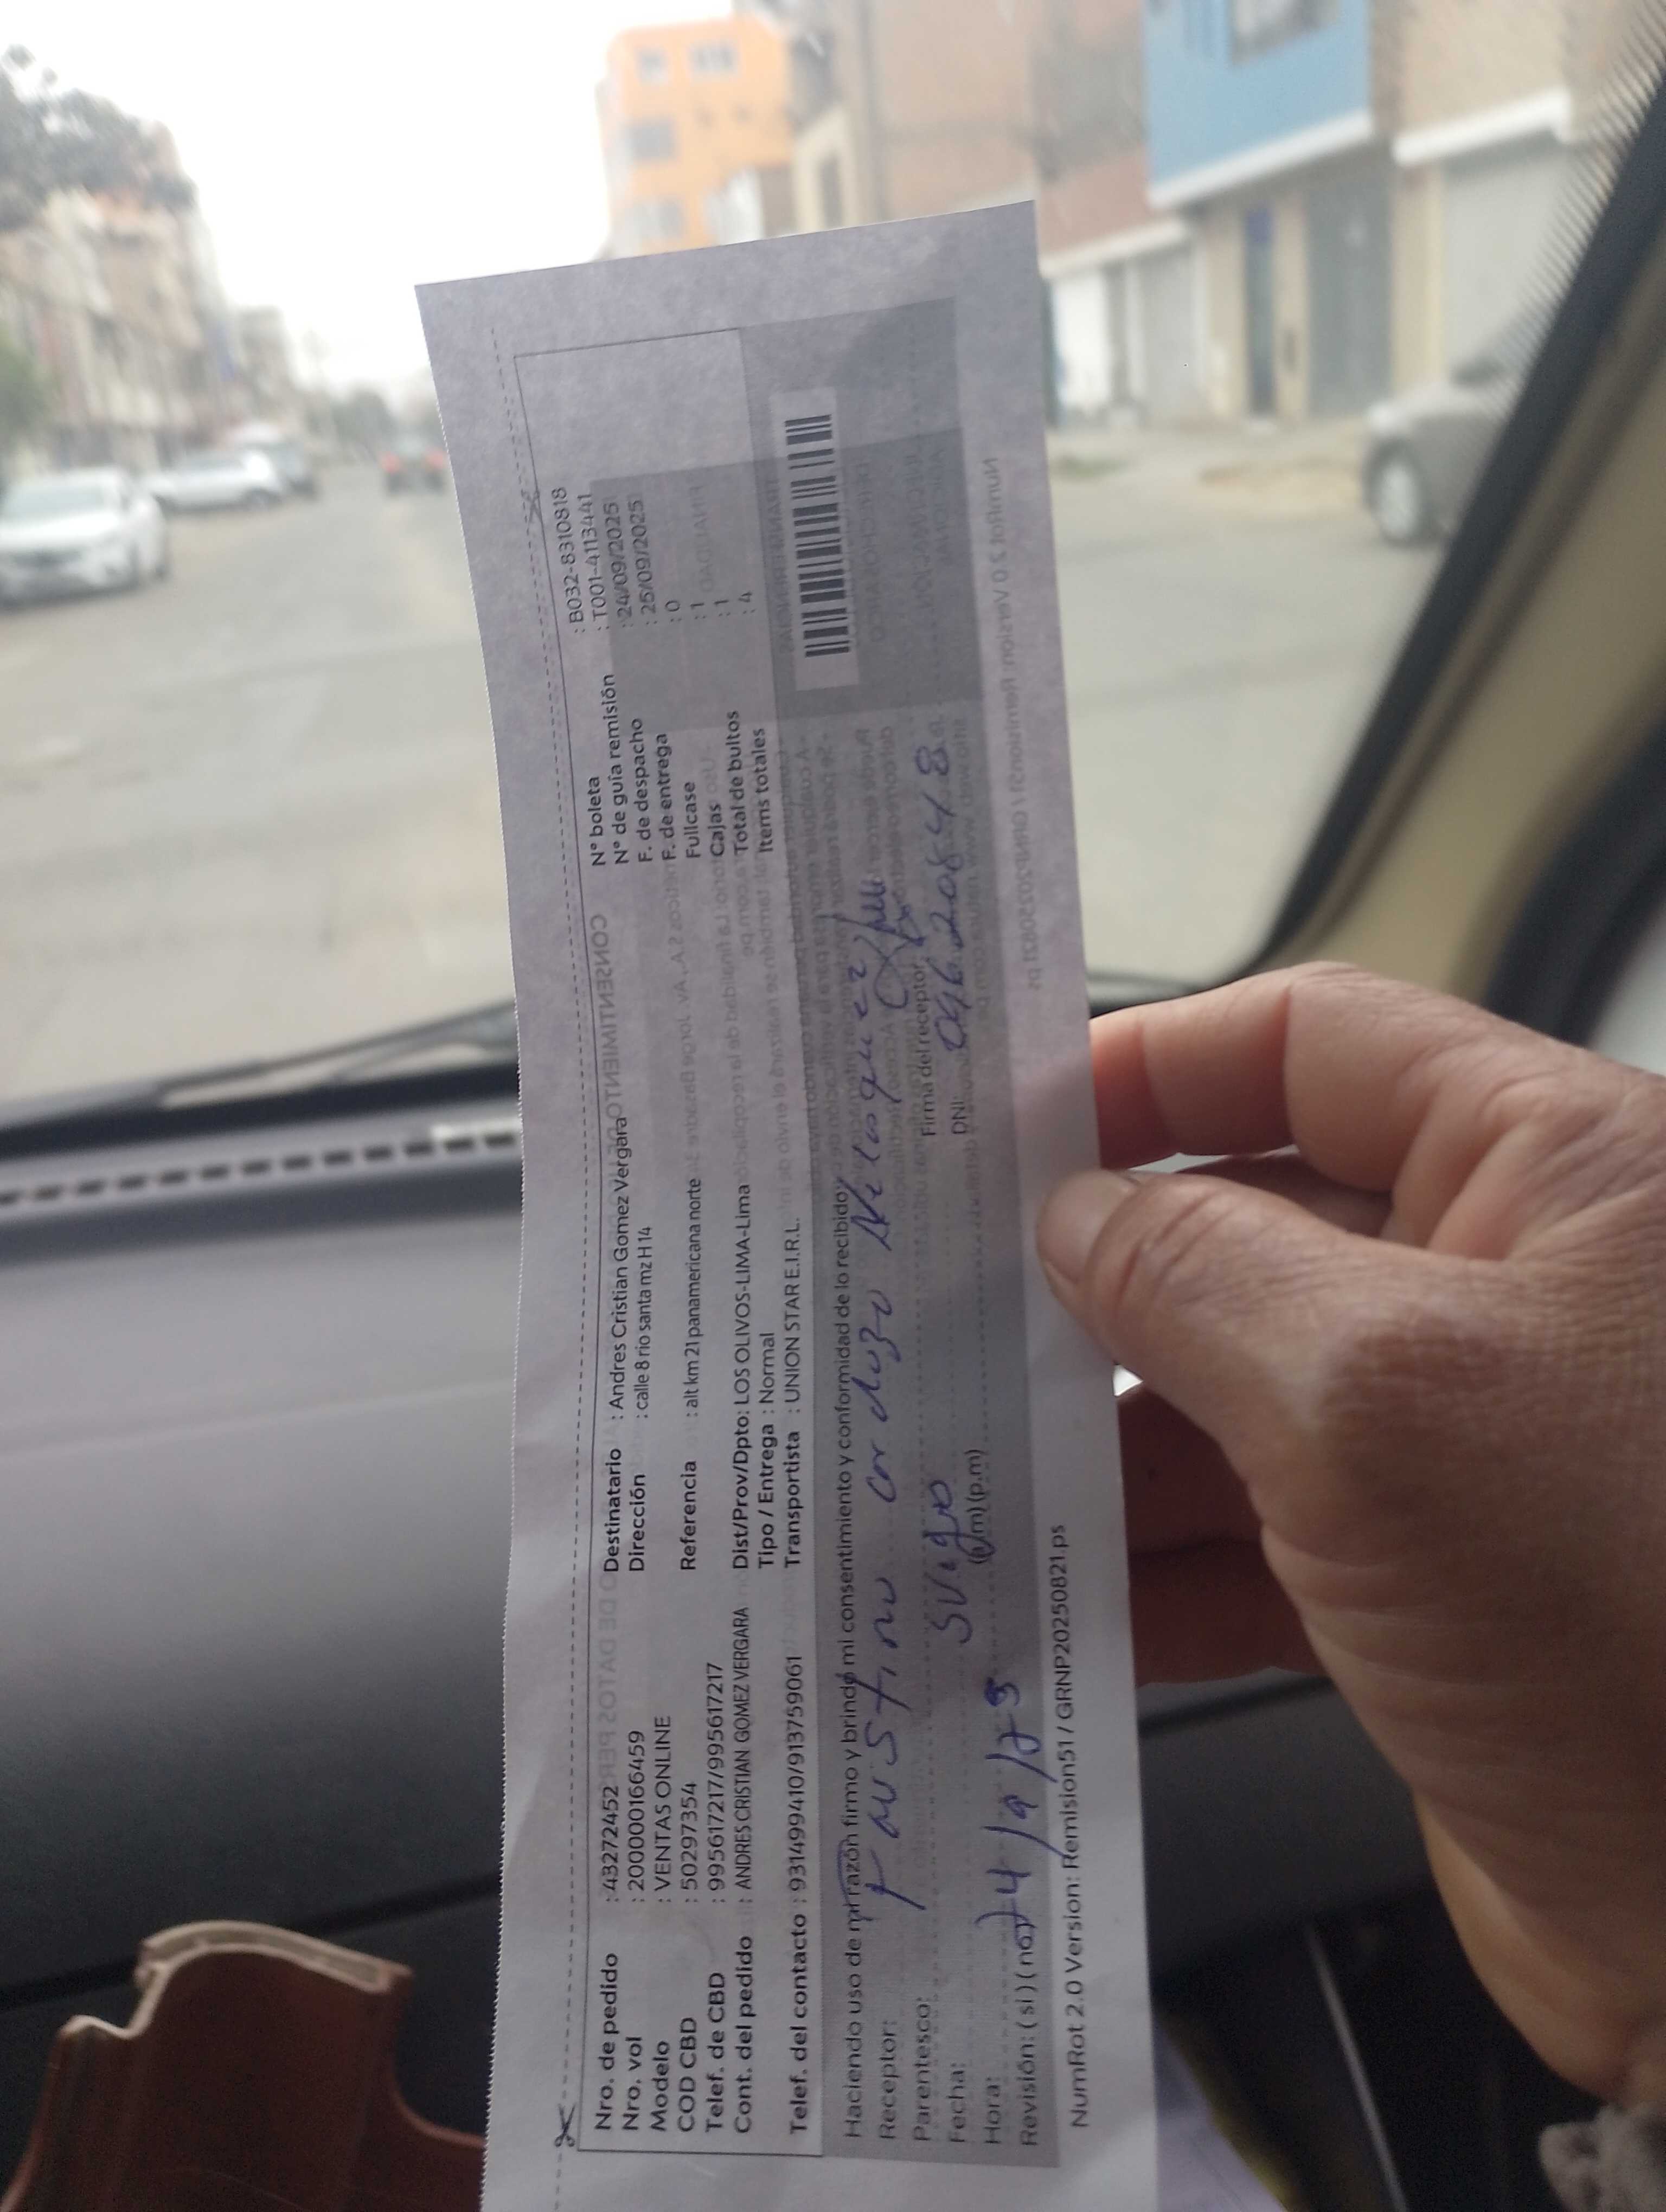 Nro. de pedido : 43272452
Nro. vol : 20000166459
Modelo : VENTAS ONLINE
COD CBD : 50297354
Telef. de CBD : 995617217/995617217
Cont. del pedido : ANDRES CRISTIAN GOMEZ VERGARA
Telef. del contacto : 931499410/913759061
Destinatario : Andres Cristian Gomez Vergara
Dirección : calle 8 rio santa mz H 14
Referencia : alt km 21 panamericana norte
Dist/Prov/Dpto: LOS OLIVOS-LIMA-Lima
Tipo / Entrega : Normal
Transportista : UNION STAR E.I.R.L.
N° boleta : B032-8310818
N° de guía remisión : T001-4113441
F. de despacho : 24/09/2025
F. de entrega : 25/09/2025
Fullcase : 0
Cajas : 1
Total de bultos : 1
Items totales : 4
Haciendo uso de mi razón firmo y brindo mi consentimiento y conformidad de lo recibido
Receptor: Faustino cardozo
Parentesco:
Firma del receptor
Fecha:
DNI:
Hora: (a.m) (p.m)
Revisión: ( si ) ( no )
NumRot 2.0 Version: Remision51 / GRNP20250821.ps